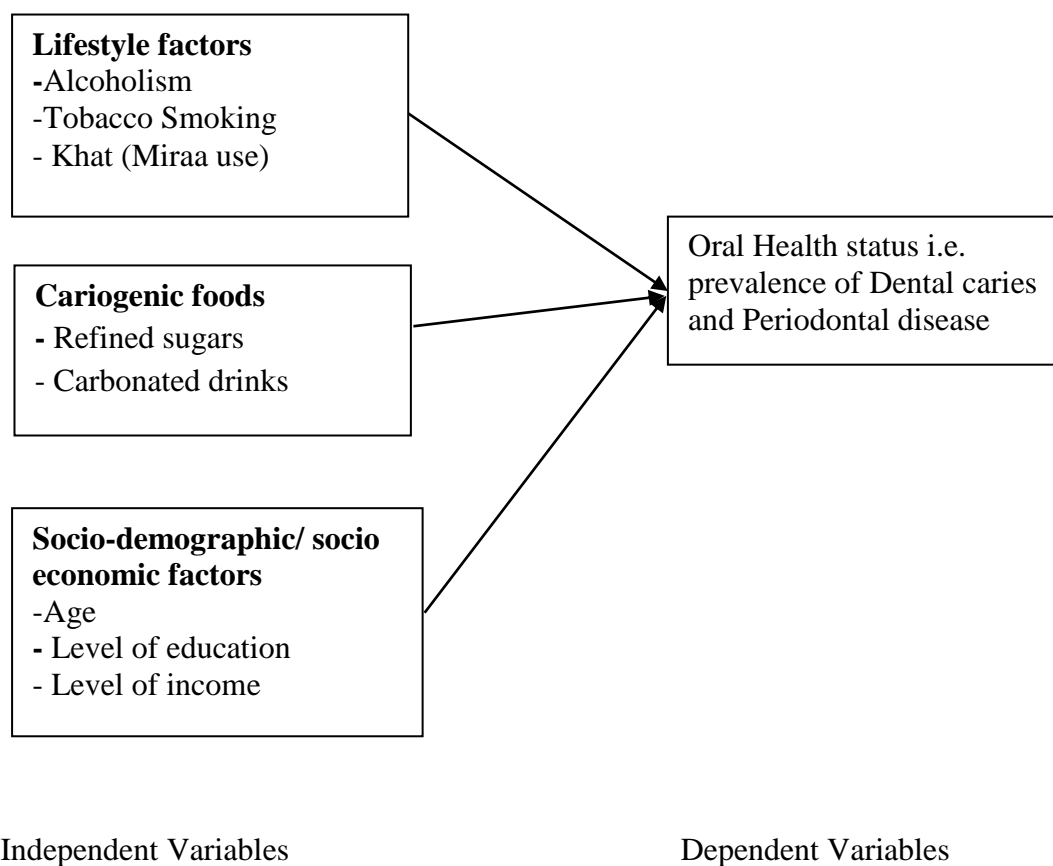 Lifestyle factors
-Alcoholism
-Tobacco Smoking
- Khat (Miraa use)
Oral Health status i.e.
prevalence of Dental caries
and Periodontal disease
Cariogenic foods
- Refined sugars
- Carbonated drinks
Socio-demographic/ socio
economic factors
-Age
- Level of education
- Level of income
Independent Variables
Dependent Variables